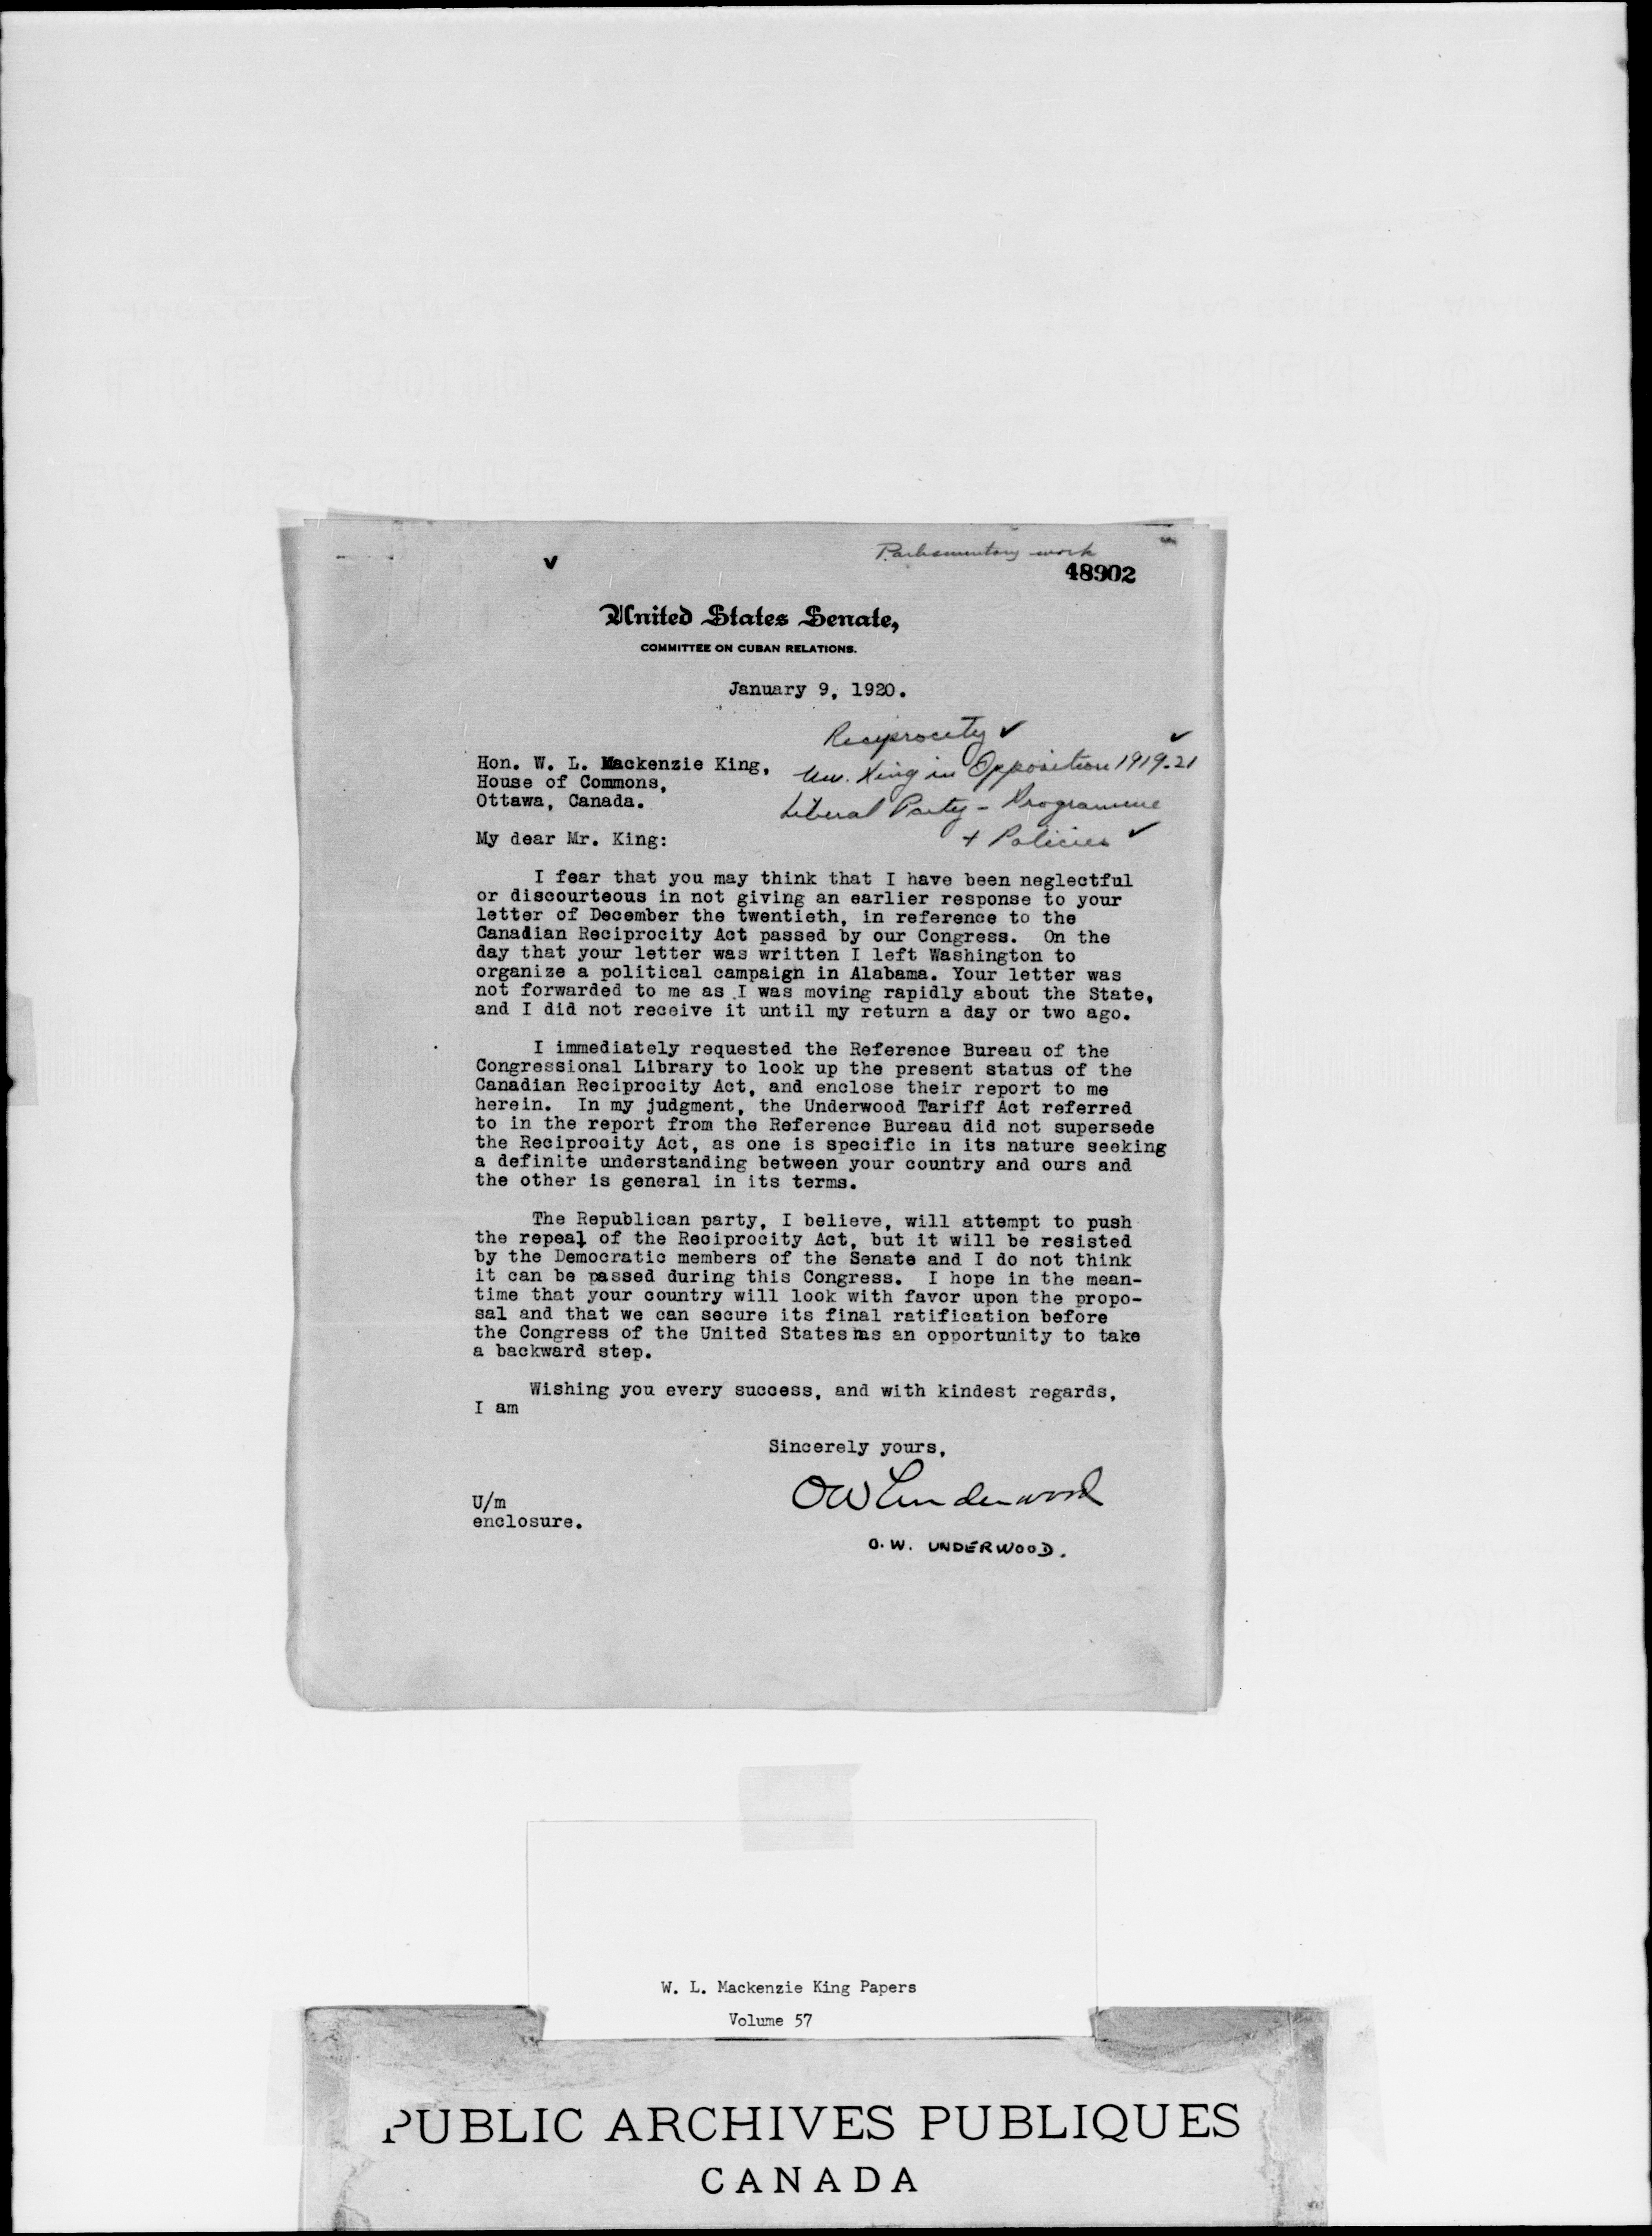 Parliamentary work
48902
United States Senate,
COMMITTEE ON CUBAN RELATIONS.
January 9, 1920.
Reciprocity ✓
Hon. W. L. Mackenzie King,
King in Opposition 1919-21 ✓
House of Commons,
Ottawa, Canada.
Liberal Party - Programme
+ Policies ✓
My dear Mr. King:
I fear that you may think that I have been neglectful
or discourteous in not giving an earlier response to your
letter of December the twentieth, in reference to the
Canadian Reciprocity Act passed by our Congress. On the
day that your letter was written I left Washington to
organize a political campaign in Alabama. Your letter was
not forwarded to me as I was moving rapidly about the State,
and I did not receive it until my return a day or two ago.
I immediately requested the Reference Bureau of the
Congressional Library to look up the present status of the
Canadian Reciprocity Act, and enclose their report to me
herein. In my judgment, the Underwood Tariff Act referred
to in the report from the Reference Bureau did not supersede
the Reciprocity Act, as one is specific in its nature seeking
a definite understanding between your country and ours and
the other is general in its terms.
The Republican party, I believe, will attempt to push
the repeal of the Reciprocity Act, but it will be resisted
by the Democratic members of the Senate and I do not think
it can be passed during this Congress. I hope in the mean-
time that your country will look with favor upon the propo-
sal and that we can secure its final ratification before
the Congress of the United States has an opportunity to take
a backward step.
Wishing you every success, and with kindest regards,
I am
Sincerely yours,
OW Underwood
U/m
enclosure.
O. W. UNDERWOOD.
W. L. Mackenzie King Papers
Volume 57
PUBLIC ARCHIVES PUBLIQUES
CANADA